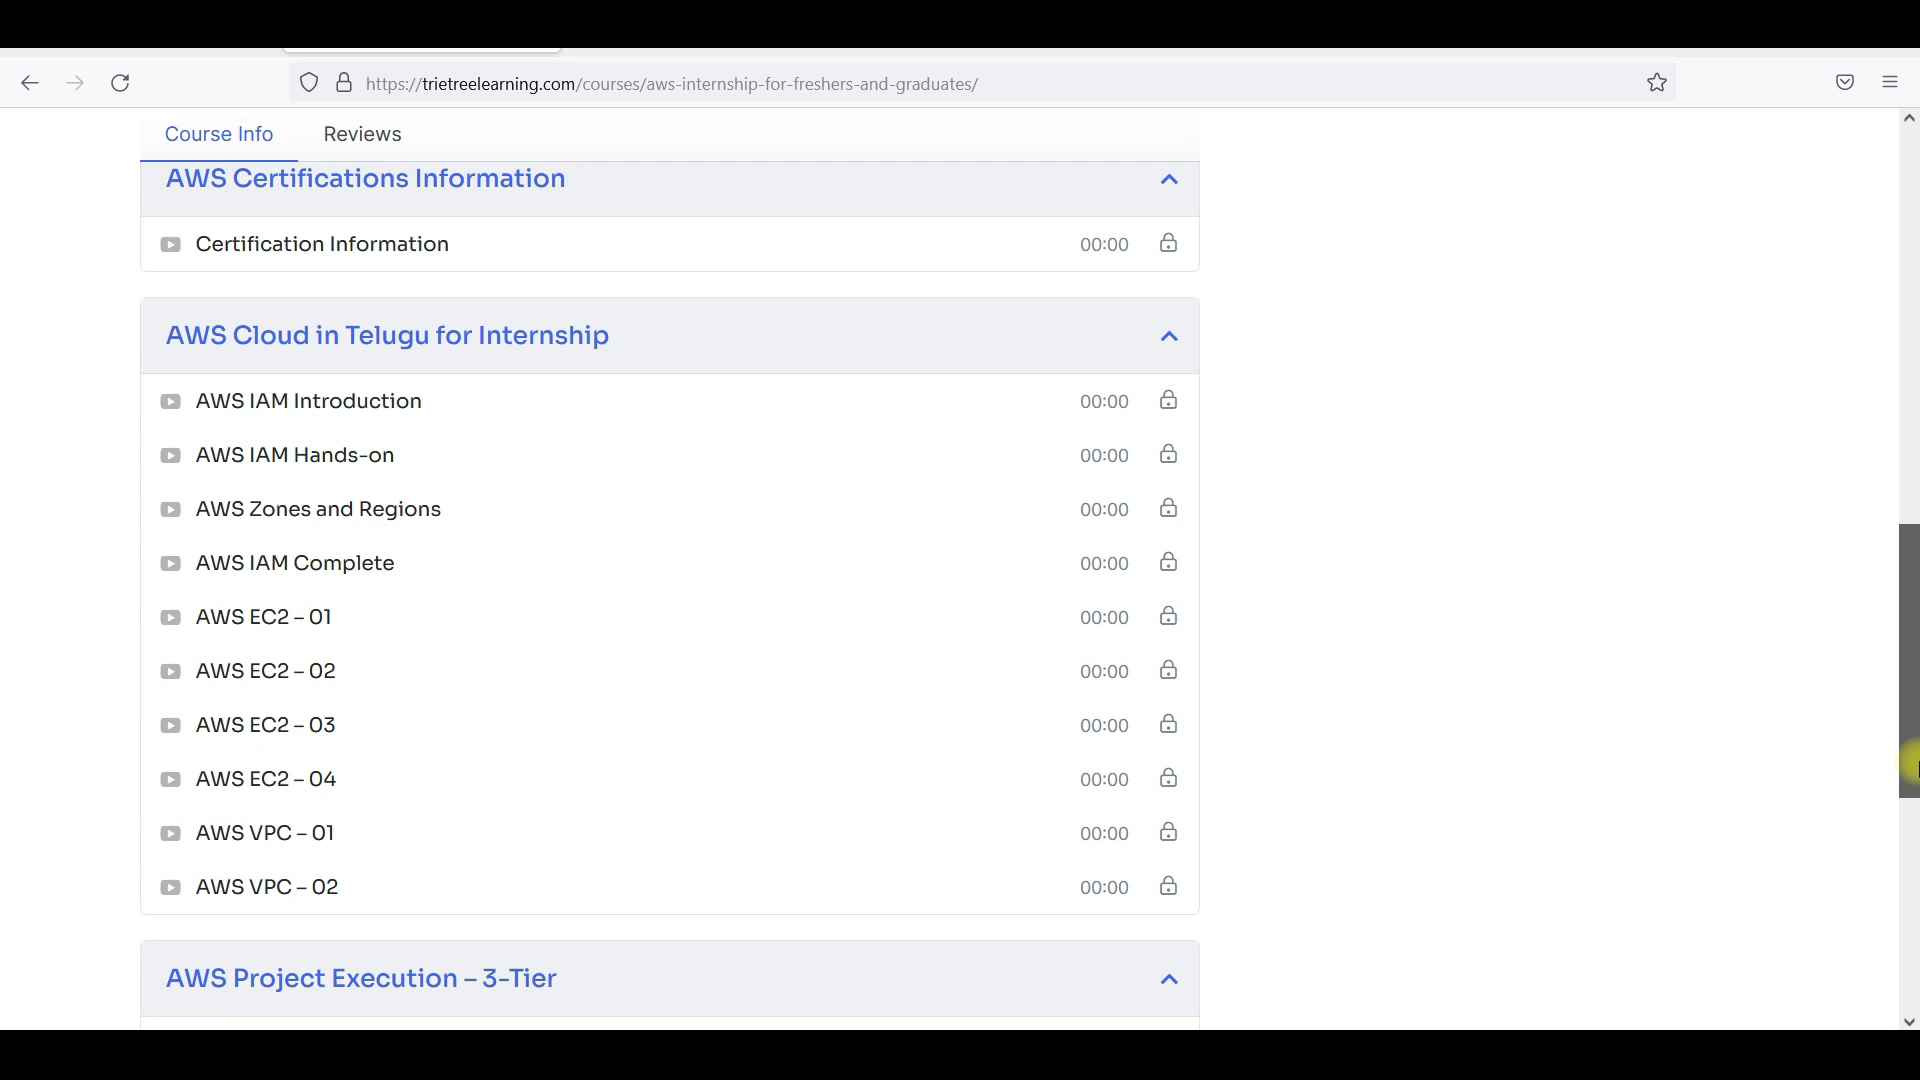 https://trietreelearning.com/courses/aws-internship-for-freshers-and-graduates/
Course Info
Reviews
AWS Certifications Information
Certification Information 00:00
AWS Cloud in Telugu for Internship
AWS IAM Introduction 00:00
AWS IAM Hands-on 00:00
AWS Zones and Regions 00:00
AWS IAM Complete 00:00
AWS EC2 – 01 00:00
AWS EC2 – 02 00:00
AWS EC2 – 03 00:00
AWS EC2 – 04 00:00
AWS VPC – 01 00:00
AWS VPC – 02 00:00
AWS Project Execution – 3-Tier